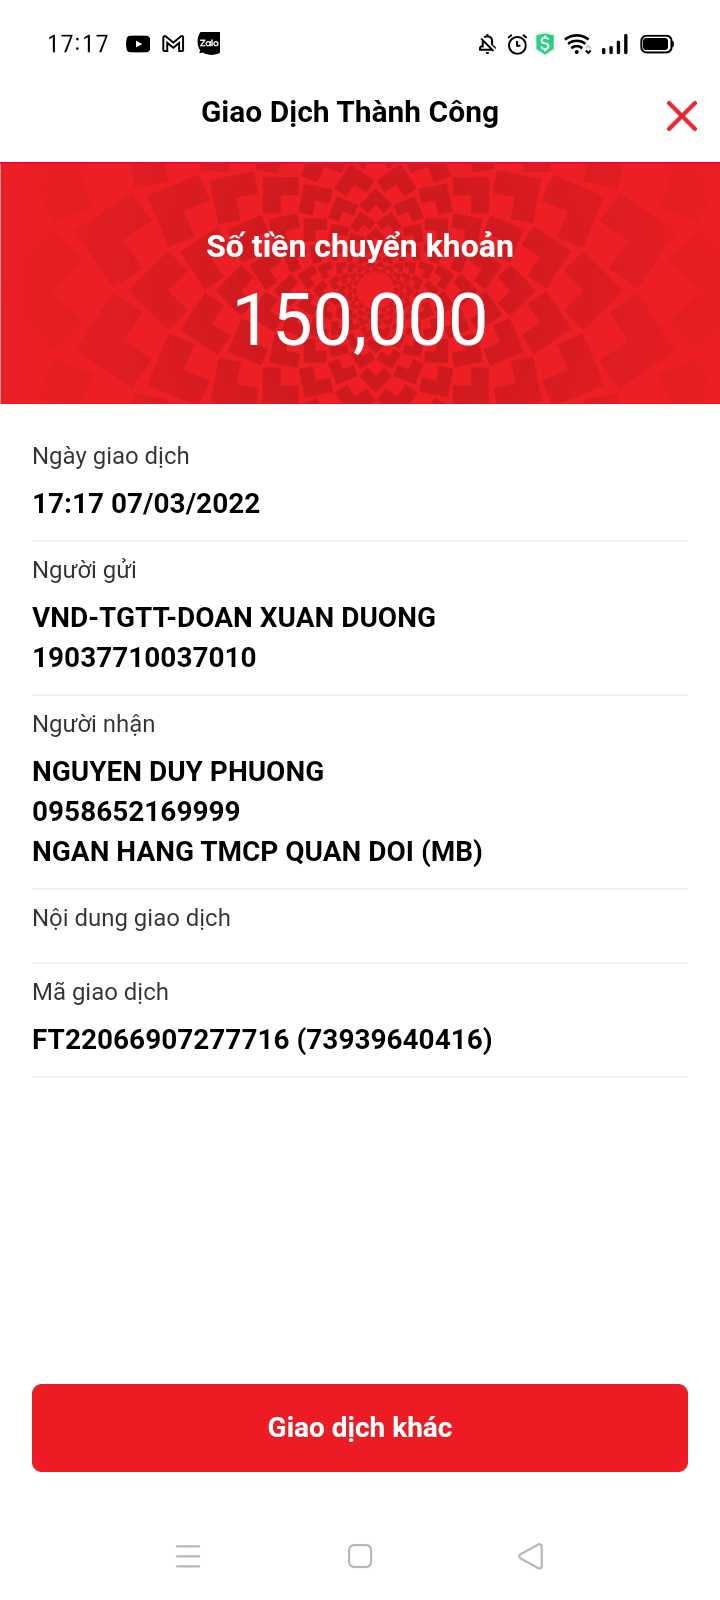 17:17
Zalo
Giao Dịch Thành Công
Số tiền chuyển khoản
150,000
Ngày giao dịch
17:17 07/03/2022
Người gửi
VND-TGTT-DOAN XUAN DUONG
19037710037010
Người nhận
NGUYEN DUY PHUONG
0958652169999
NGAN HANG TMCP QUAN DOI (MB)
Nội dung giao dịch
Mã giao dịch
FT22066907277716 (73939640416)
Giao dịch khác